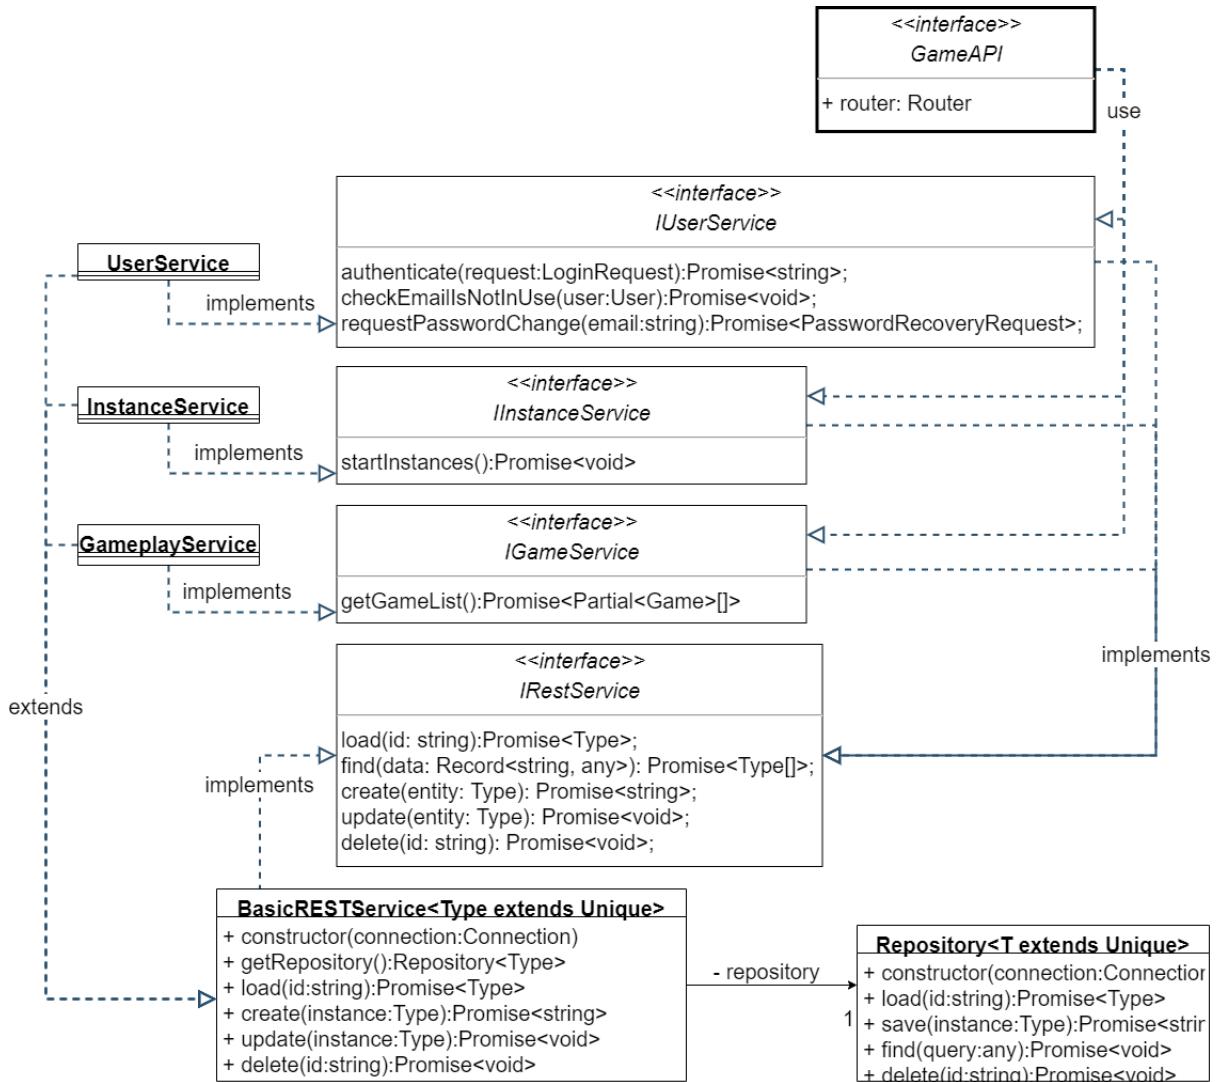 <<interface>>
GameAPI
+ router: Router
use
<<interface>>
IUserService
authenticate(request:LoginRequest):Promise<string>;
checkEmailIsNotInUse(user:User):Promise<void>;
requestPasswordChange(email:string):Promise<PasswordRecoveryRequest>;
UserService
implements
<<interface>>
IInstanceService
startInstances():Promise<void>
InstanceService
implements
<<interface>>
IGameService
getGameList():Promise<Partial<Game>[]>
GameplayService
implements
<<interface>>
IRestService
load(id: string):Promise<Type>;
find(data: Record<string, any>): Promise<Type[]>;
create(entity: Type): Promise<string>;
update(entity: Type): Promise<void>;
delete(id: string): Promise<void>;
implements
extends
implements
BasicRESTService<Type extends Unique>
+ constructor(connection:Connection)
+ getRepository():Repository<Type>
+ load(id:string):Promise<Type>
+ create(instance:Type):Promise<string>
+ update(instance:Type):Promise<void>
+ delete(id:string):Promise<void>
- repository
1
Repository<T extends Unique>
+ constructor(connection:Connection
+ load(id:string):Promise<Type>
+ save(instance:Type):Promise<strin
+ find(query:any):Promise<void>
+ delete(id:string):Promise<void>